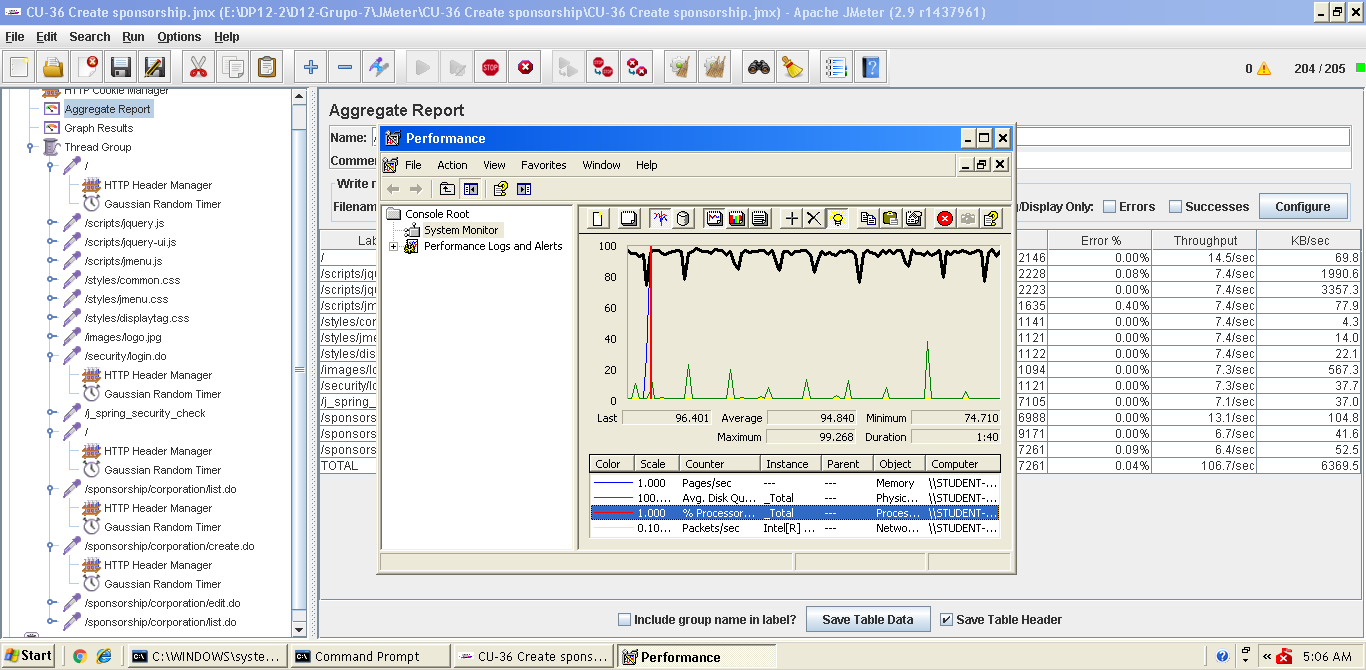 CU-36 Create sponsorship.jmx (E:\DP12-2\D12-Grupo-7\JMeter\CU-36 Create sponsorship\CU-36 Create sponsorship.jmx) - Apache JMeter (2.9 r1437961)
File Edit Search Run Options Help
0 204 / 205
HTTP Cookie Manager
Aggregate Report
Graph Results
Thread Group
/
HTTP Header Manager
Gaussian Random Timer
/scripts/jquery.js
/scripts/jquery-ui.js
/scripts/jmenu.js
/styles/common.css
/styles/jmenu.css
/styles/displaytag.css
/images/logo.jpg
/security/login.do
HTTP Header Manager
Gaussian Random Timer
/j_spring_security_check
/
HTTP Header Manager
Gaussian Random Timer
/sponsorship/corporation/list.do
HTTP Header Manager
Gaussian Random Timer
/sponsorship/corporation/create.do
HTTP Header Manager
Gaussian Random Timer
/sponsorship/corporation/edit.do
/sponsorship/corporation/list.do
Aggregate Report
Name:
Commen
Write r
Filenam
g/Display Only: Errors Successes Configure
Lab Error % Throughput KB/sec
/ 2146 0.00% 14.5/sec 69.8
/scripts/jqu 2228 0.08% 7.4/sec 1990.6
/scripts/jqu 2223 0.00% 7.4/sec 3357.3
/scripts/jm 1635 0.40% 7.4/sec 77.9
/styles/cor 1141 0.00% 7.4/sec 4.3
/styles/jme 1121 0.00% 7.4/sec 14.0
/styles/dis 1122 0.00% 7.4/sec 22.1
/images/lo 1094 0.00% 7.3/sec 567.3
/security/lo 1121 0.00% 7.3/sec 37.7
/j_spring_ 7105 0.00% 7.1/sec 37.0
/sponsors 6988 0.00% 13.1/sec 104.8
/sponsors 9171 0.00% 6.7/sec 41.6
/sponsors 7261 0.09% 6.4/sec 52.5
TOTAL 7261 0.04% 106.7/sec 6369.5
Performance
File Action View Favorites Window Help
Console Root
System Monitor
Performance Logs and Alerts
100
80
60
40
20
0
Last 96.401 Average 94.840 Minimum 74.710
Maximum 99.268 Duration 1:40
Color Scale Counter Instance Parent Object Computer
1.000 Pages/sec --- --- Memory \\STUDENT-...
100.... Avg. Disk Qu... _Total --- Physic... \\STUDENT-...
1.000 % Processor... _Total --- Proces... \\STUDENT-...
0.10... Packets/sec Intel[R] ... --- Netwo... \\STUDENT-...
Include group name in label? Save Table Data Save Table Header
Start C:\WINDOWS\syste... Command Prompt CU-36 Create spons... Performance 5:06 AM